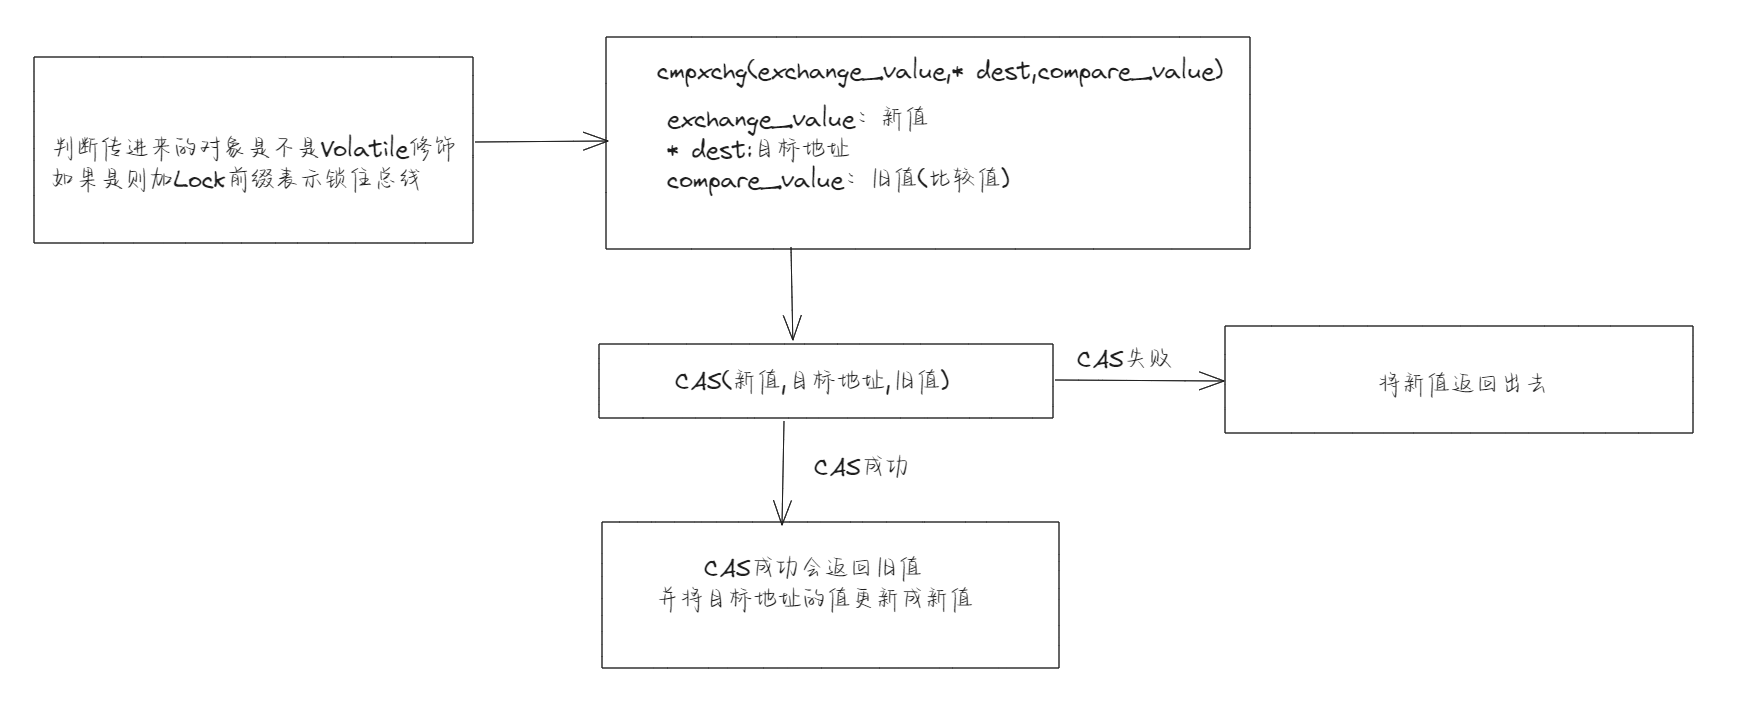 判断传进来的对象是不是Volatile修饰
如果是则加Lock前缀表示锁住总线
cmpxchg(exchange_value,* dest,compare_value)
exchange_value: 新值
* dest:目标地址
compare_value: 旧值(比较值)
CAS(新值,目标地址,旧值)
CAS失败
将新值返回出去
CAS成功
CAS成功会返回旧值
并将目标地址的值更新成新值